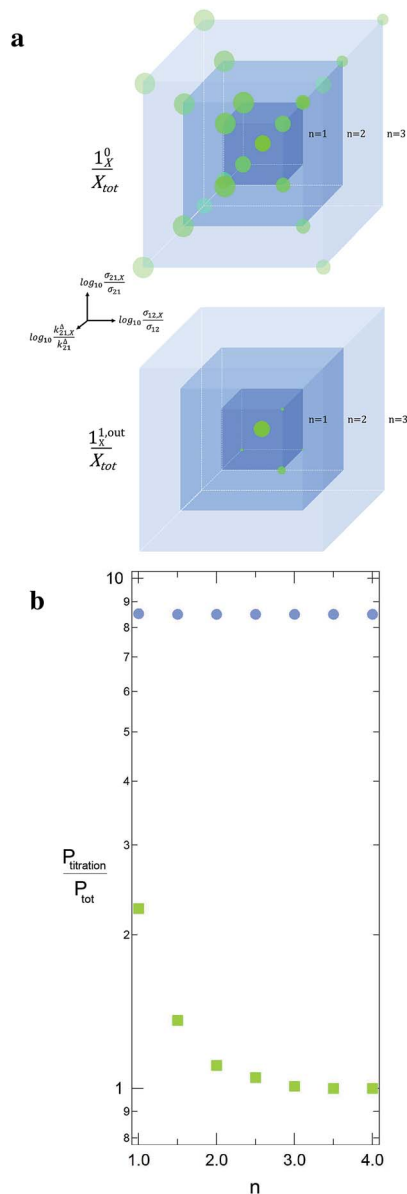 a
1_X^0
X_tot
n=1 n=2 n=3
log₁₀ σ₂₁,X / σ₂₁
log₁₀ k₂₁,X^Δ / k₂₁^Δ
log₁₀ σ₁₂,X / σ₁₂
1_X^{1,out}
X_tot
n=1 n=2 n=3
b
10
9
8
7
6
5
4
3
P_titration
P_tot
2
1
9
8
1.0 2.0 3.0 4.0
n